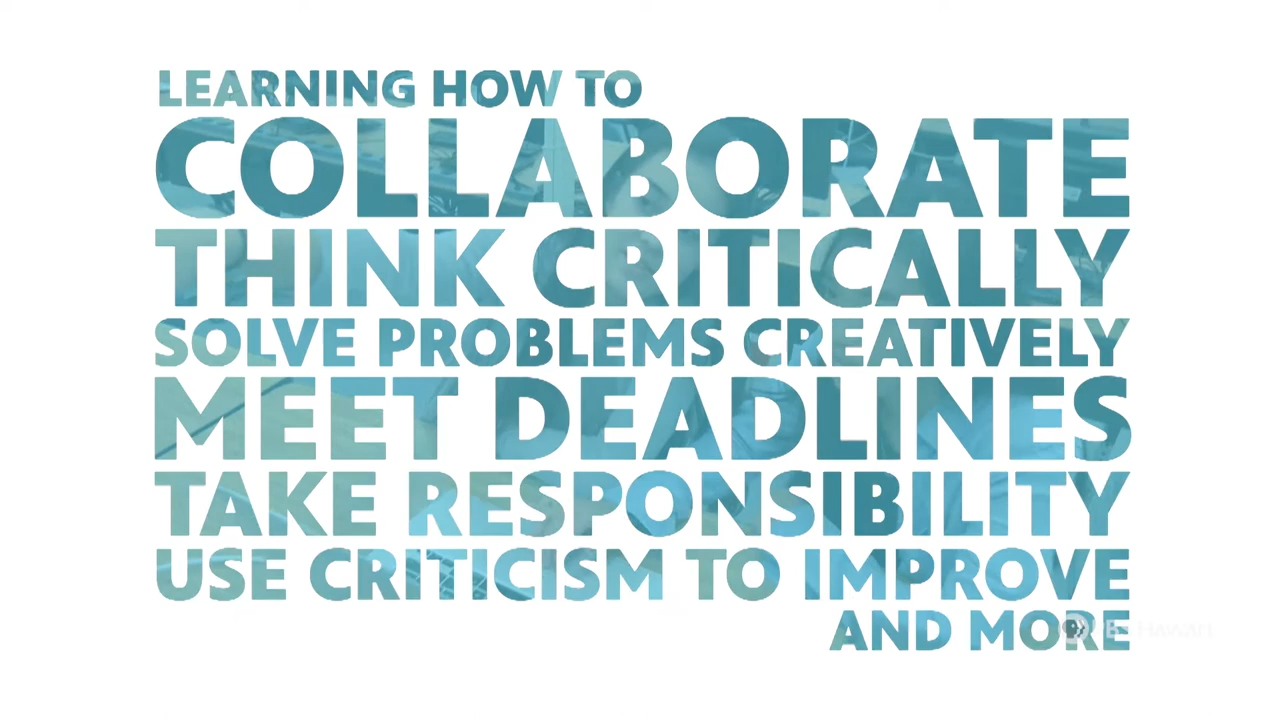 LEARNING HOW TO
COLLABORATE
THINK CRITICALLY
SOLVE PROBLEMS CREATIVELY
MEET DEADLINES
TAKE RESPONSIBILITY
USE CRITICISM TO IMPROVE
AND MORE